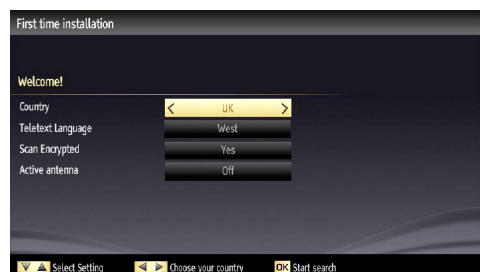 First time installation
Welcome!
Country < UK >
Teletext Language West
Scan Encrypted Yes
Active antenna Off
Select Setting Choose your country OK Start search